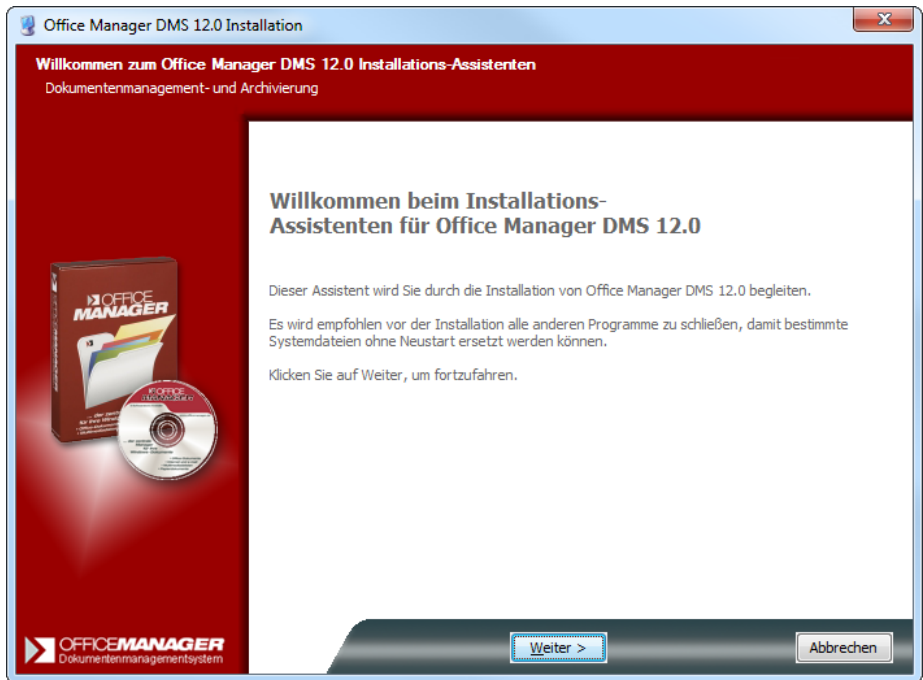 Office Manager DMS 12.0 Installation
Willkommen zum Office Manager DMS 12.0 Installations-Assistenten
Dokumentenmanagement- und Archivierung
Willkommen beim Installations-
Assistenten für Office Manager DMS 12.0
Dieser Assistent wird Sie durch die Installation von Office Manager DMS 12.0 begleiten.
Es wird empfohlen vor der Installation alle anderen Programme zu schließen, damit bestimmte
Systemdateien ohne Neustart ersetzt werden können.
Klicken Sie auf Weiter, um fortzufahren.
OFFICE
MANAGER
OFFICE
MANAGER
OFFICEMANAGER
Dokumentenmanagementsystem
Weiter >
Abbrechen